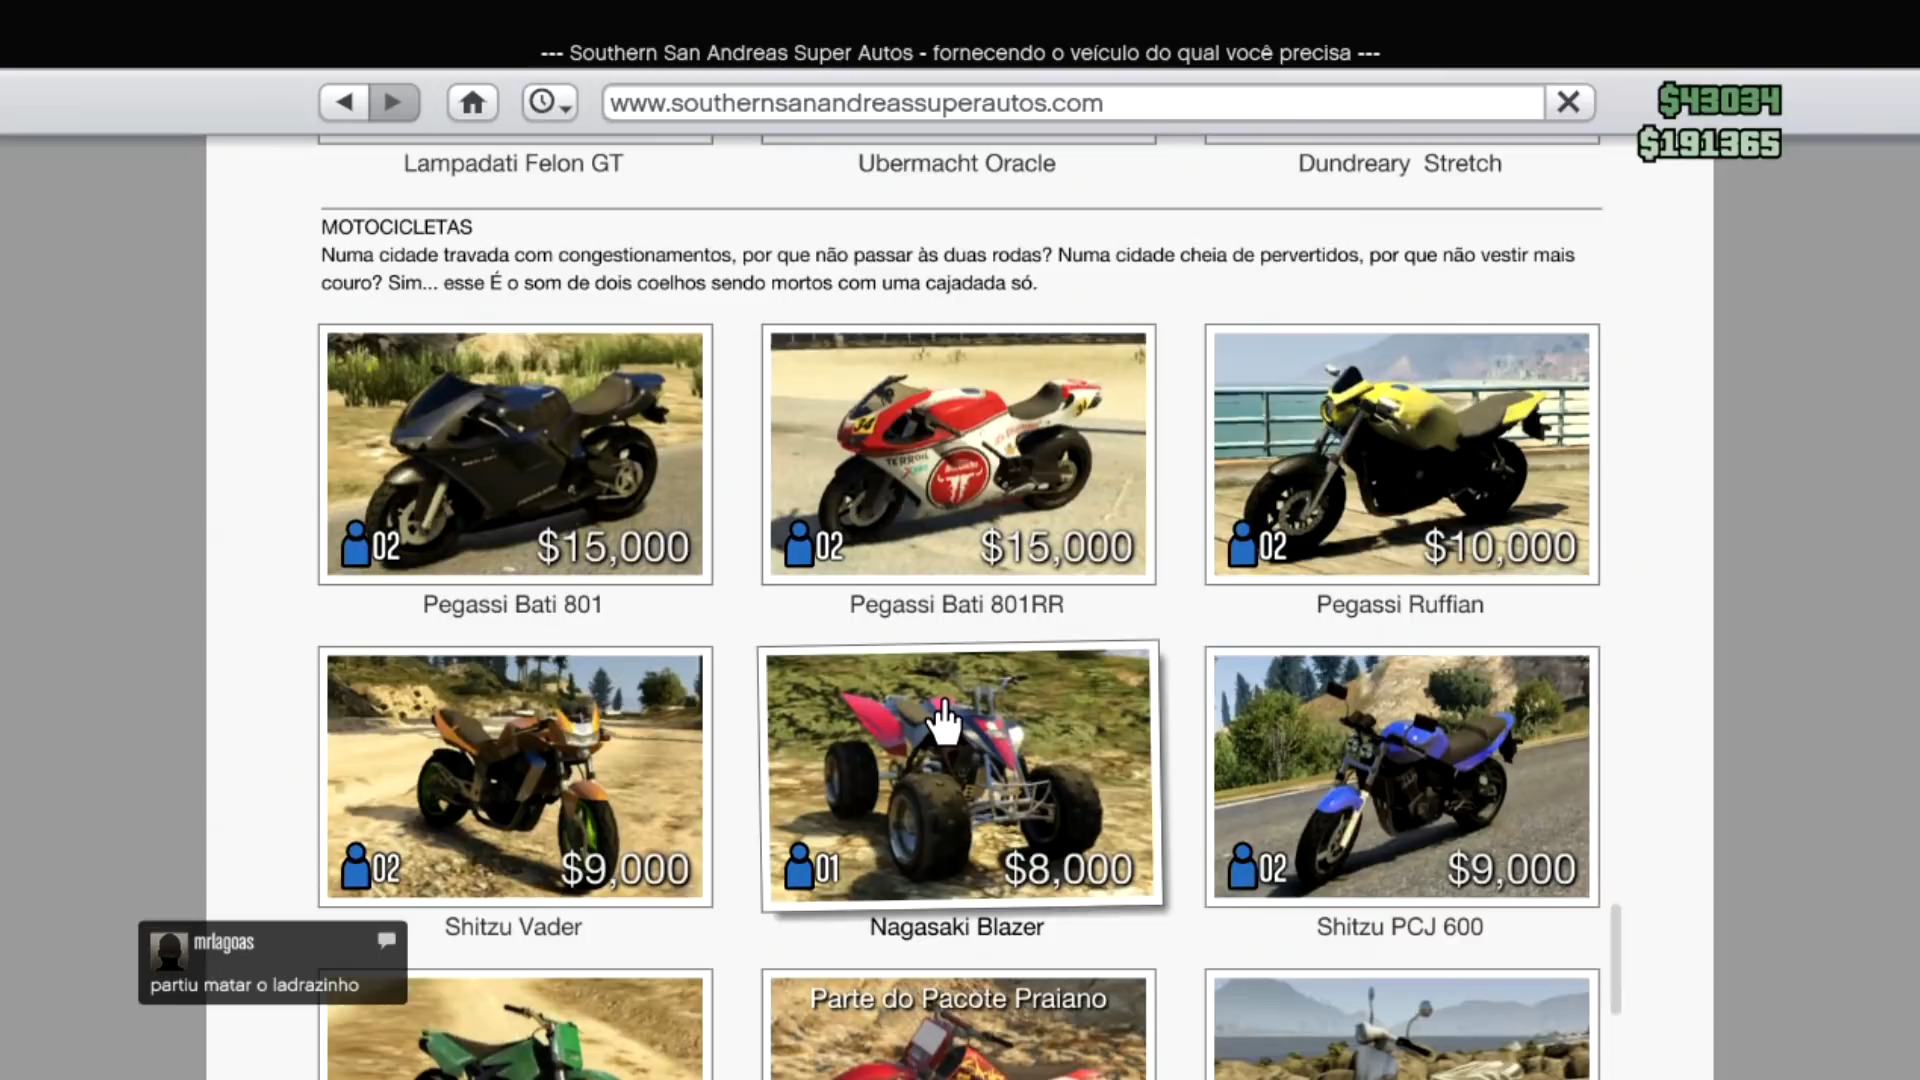 --- Southern San Andreas Super Autos - fornecendo o veículo do qual você precisa ---
www.southernsanandreassuperautos.com
$43034
$191365
Lampadati Felon GT
Ubermacht Oracle
Dundreary Stretch
MOTOCICLETAS
Numa cidade travada com congestionamentos, por que não passar às duas rodas? Numa cidade cheia de pervertidos, por que não vestir mais
couro? Sim... esse É o som de dois coelhos sendo mortos com uma cajadada só.
02 $15,000
34
TERROIL
02 $15,000
02 $10,000
Pegassi Bati 801
Pegassi Bati 801RR
Pegassi Ruffian
02 $9,000
01 $8,000
02 $9,000
Shitzu Vader
Nagasaki Blazer
Shitzu PCJ 600
mrlagoas
partiu matar o ladrazinho
Parte do Pacote Praiano